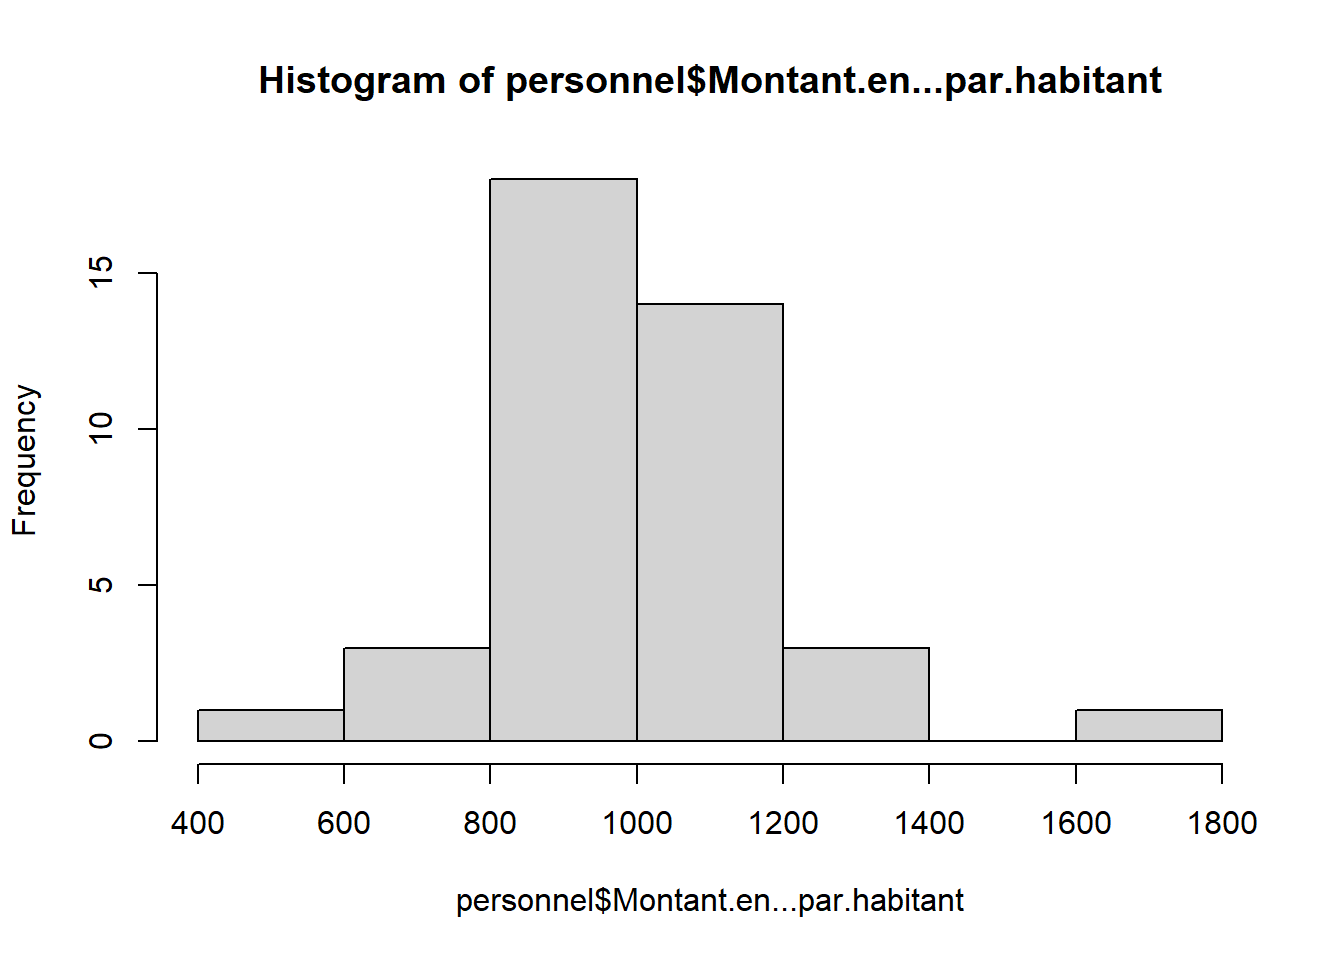 Histogram of personnel$Montant.en...par.habitant
Frequency
15
10
5
0
400 600 800 1000 1200 1400 1600 1800
personnel$Montant.en...par.habitant